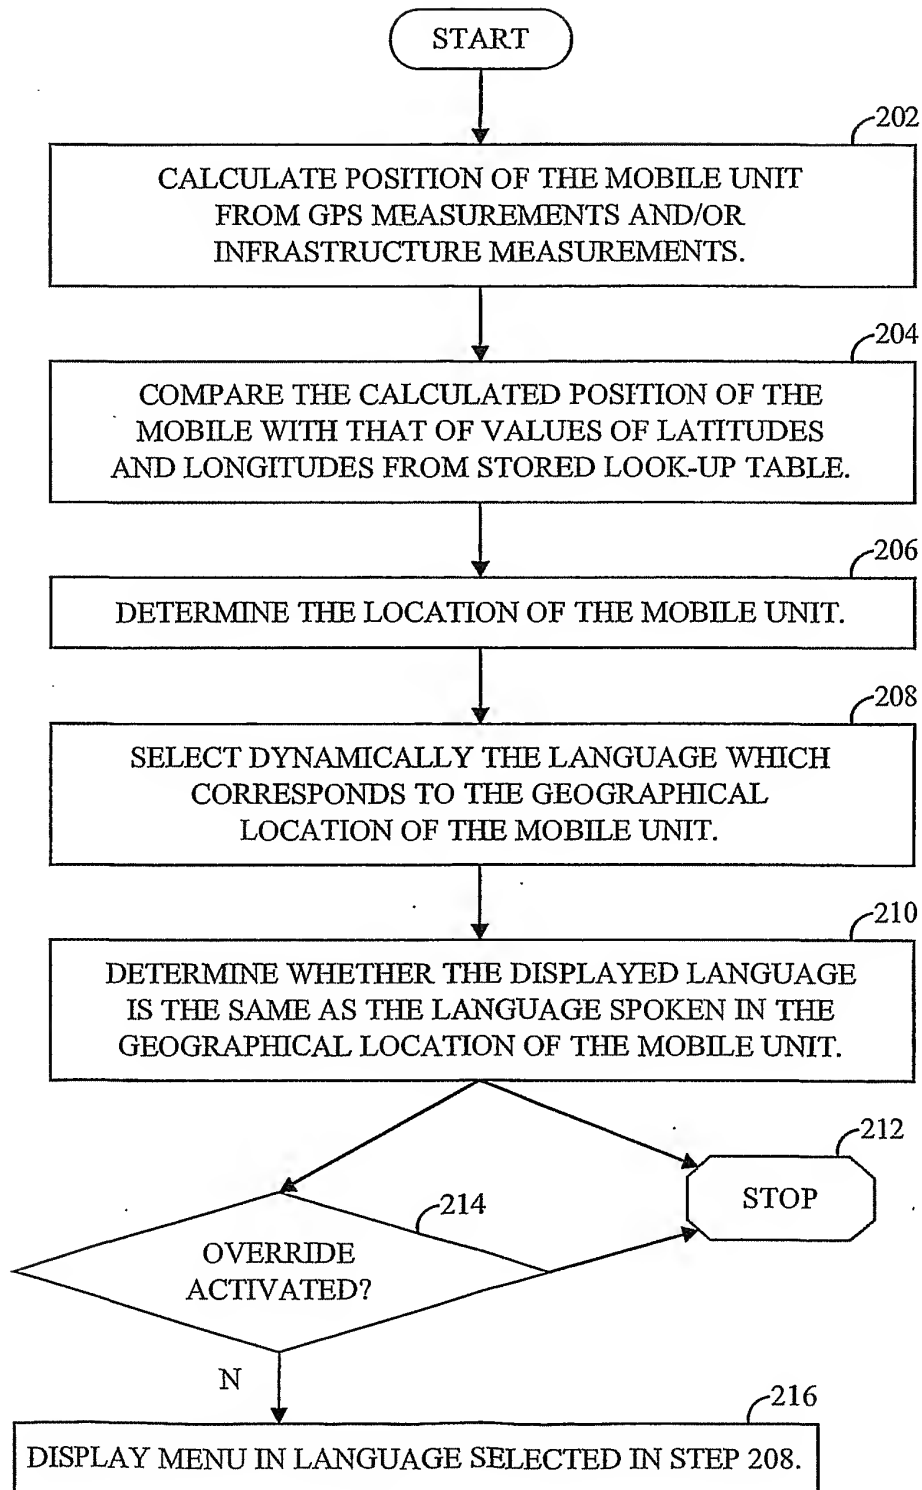 START
202
CALCULATE POSITION OF THE MOBILE UNIT
FROM GPS MEASUREMENTS AND/OR
INFRASTRUCTURE MEASUREMENTS.
204
COMPARE THE CALCULATED POSITION OF THE
MOBILE WITH THAT OF VALUES OF LATITUDES
AND LONGITUDES FROM STORED LOOK-UP TABLE.
206
DETERMINE THE LOCATION OF THE MOBILE UNIT.
208
SELECT DYNAMICALLY THE LANGUAGE WHICH
CORRESPONDS TO THE GEOGRAPHICAL
LOCATION OF THE MOBILE UNIT.
210
DETERMINE WHETHER THE DISPLAYED LANGUAGE
IS THE SAME AS THE LANGUAGE SPOKEN IN THE
GEOGRAPHICAL LOCATION OF THE MOBILE UNIT.
212
STOP
214
OVERRIDE
ACTIVATED?
N
216
DISPLAY MENU IN LANGUAGE SELECTED IN STEP 208.